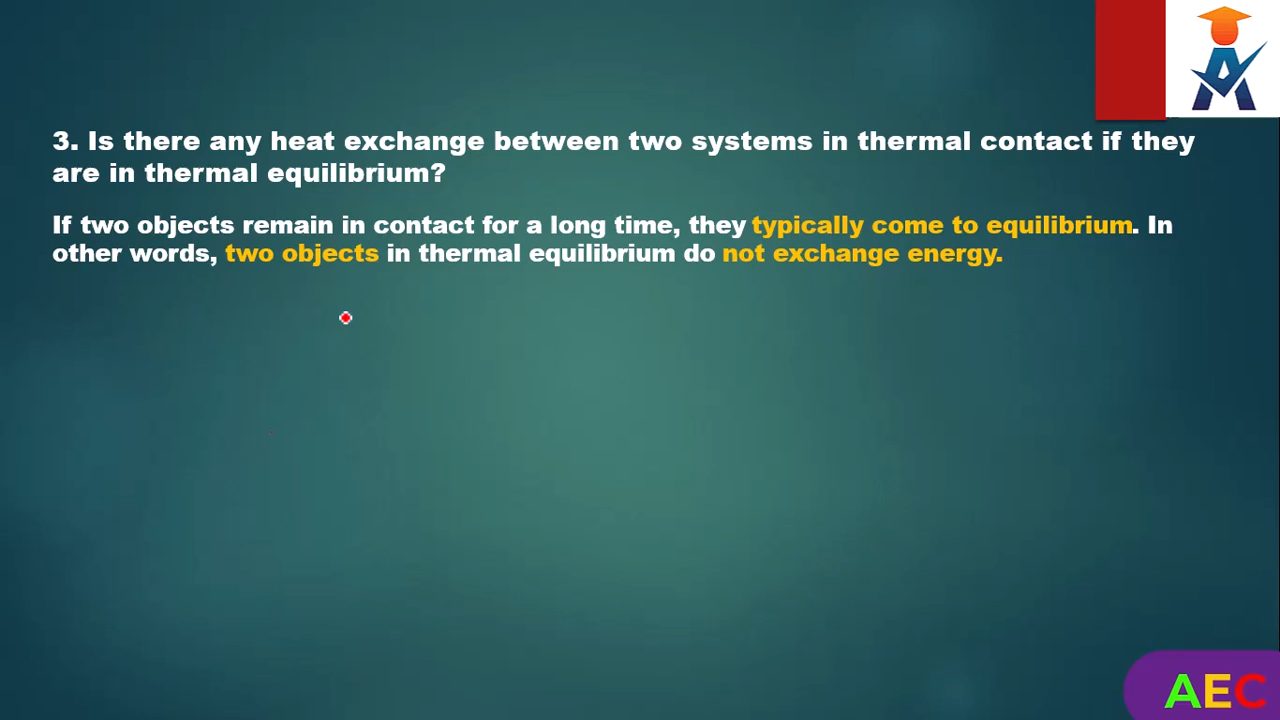 3. Is there any heat exchange between two systems in thermal contact if they
are in thermal equilibrium?
If two objects remain in contact for a long time, they typically come to equilibrium. In
other words, two objects in thermal equilibrium do not exchange energy.
AEC